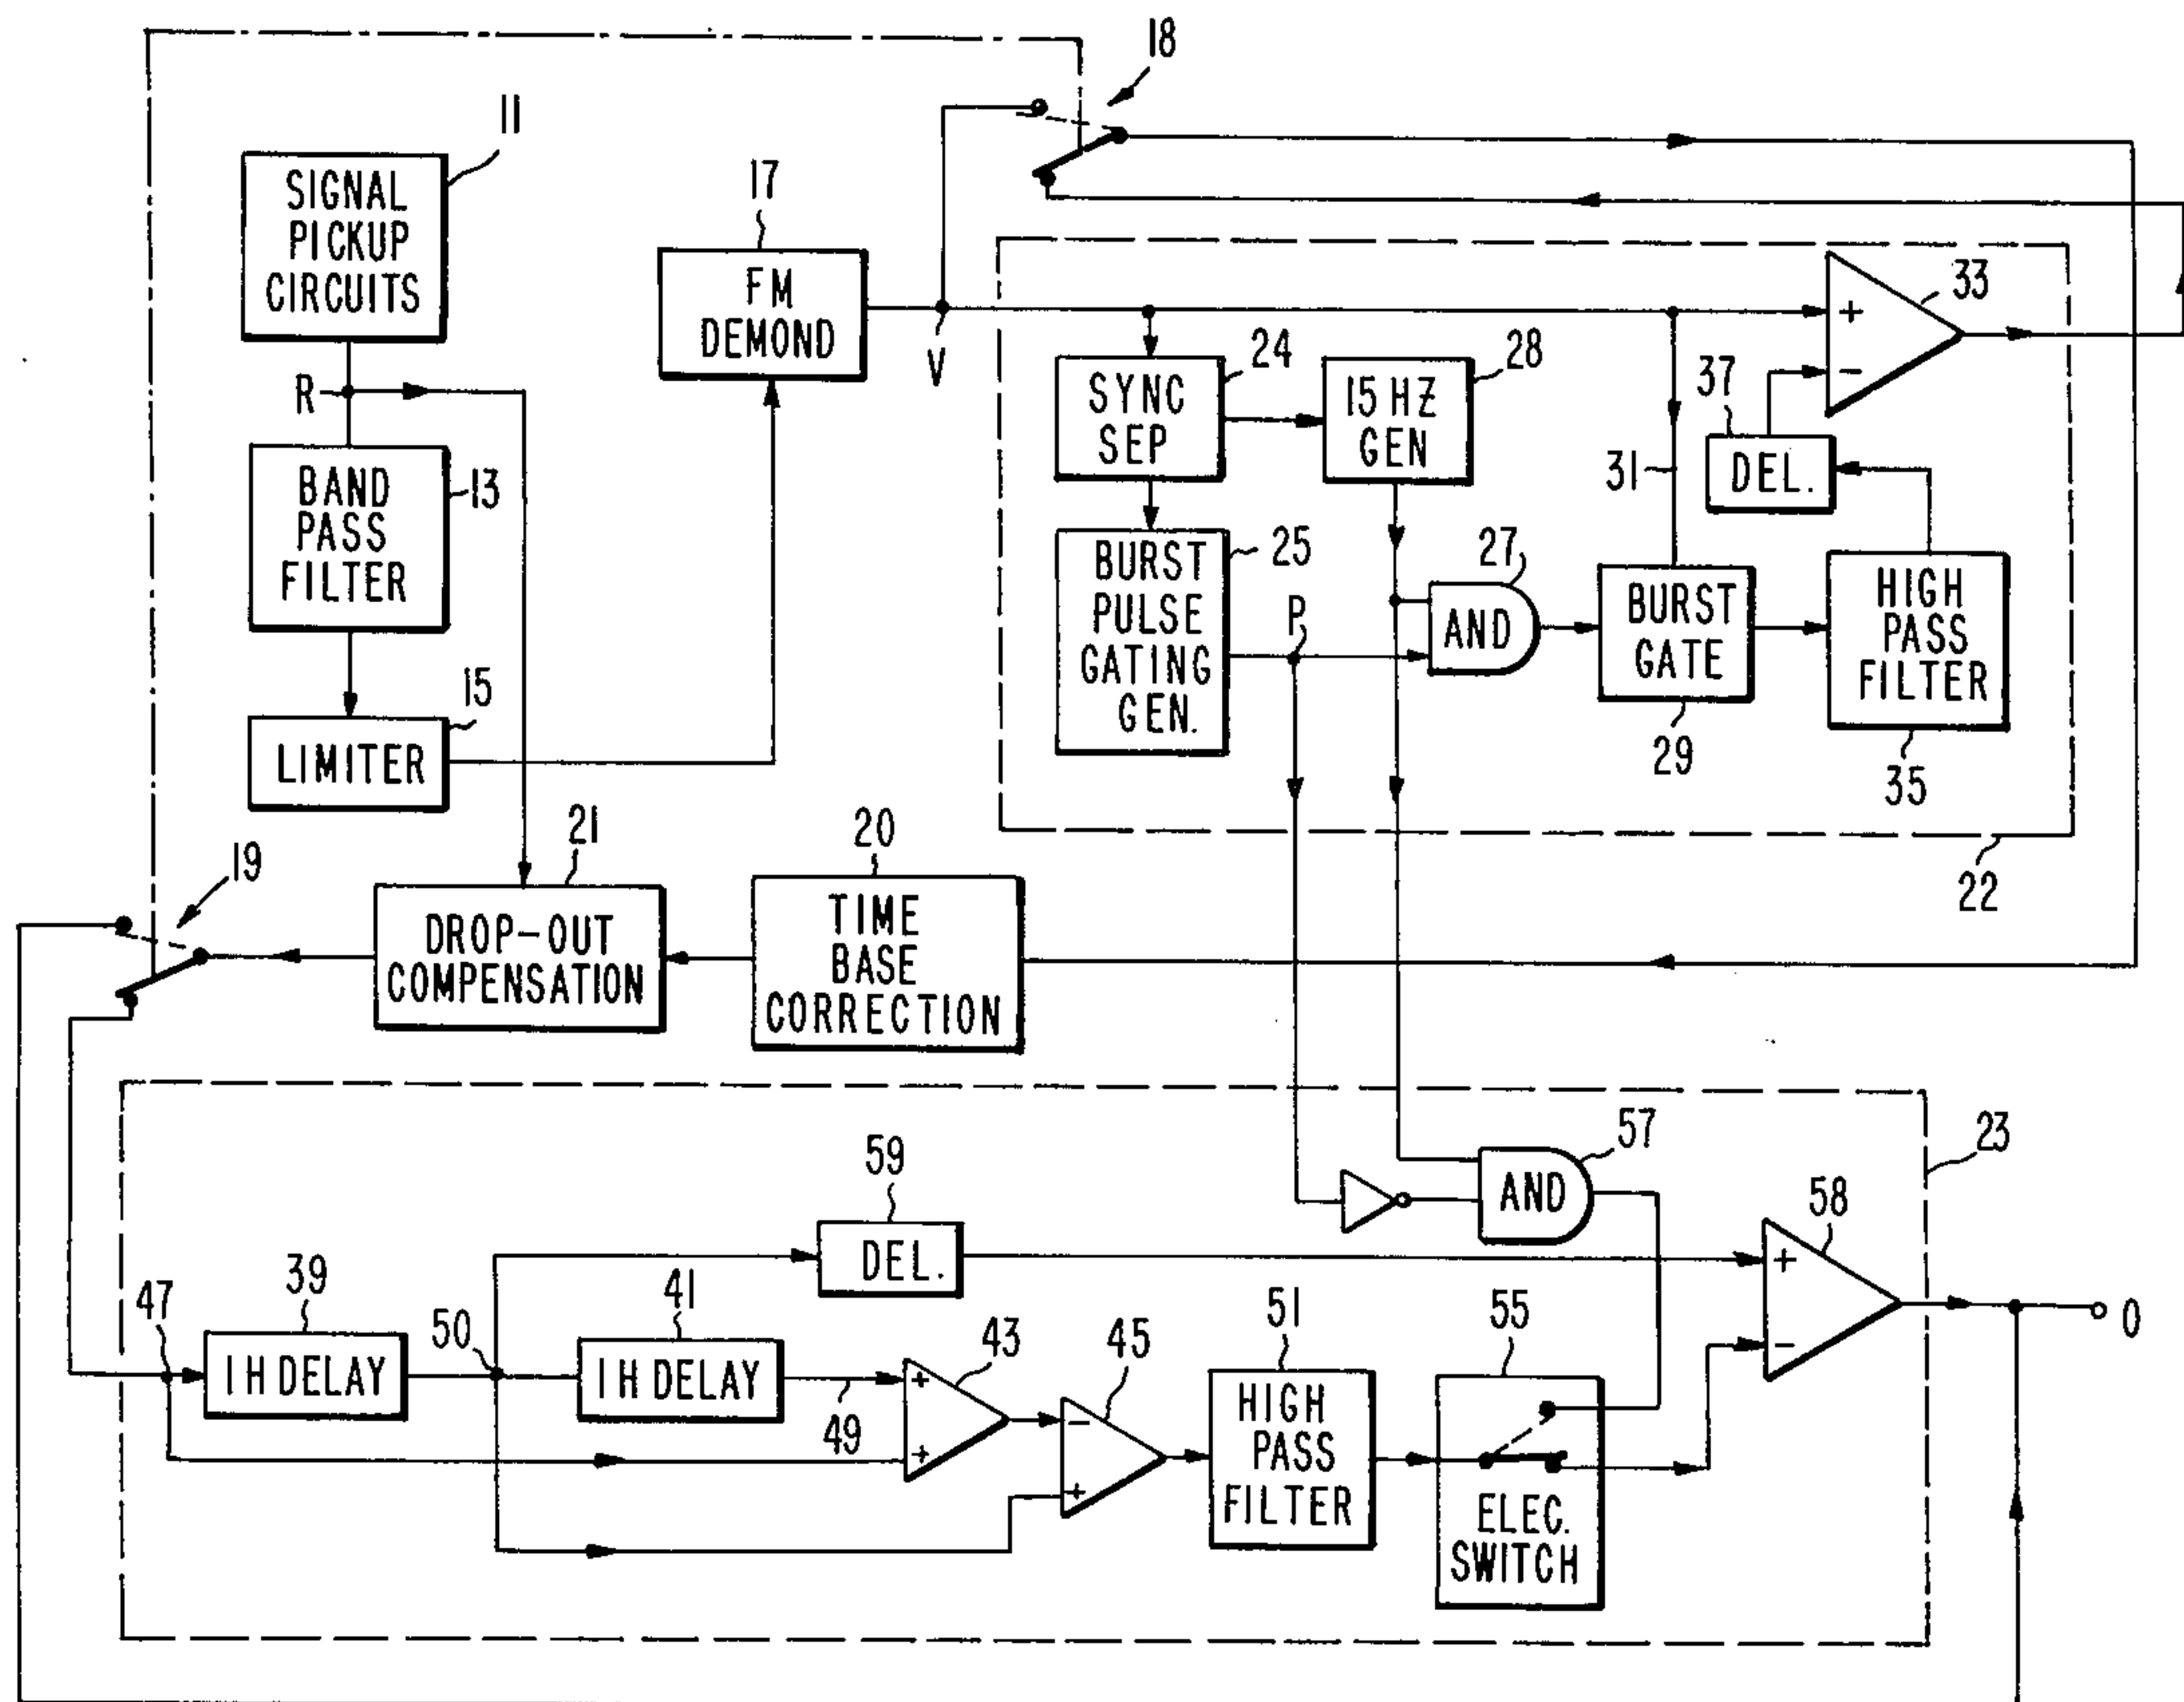 18
11
SIGNAL
PICKUP
CIRCUITS
17
FM
DEMOND
V
R
BAND
PASS
FILTER
13
15
LIMITER
33
+
−
24
SYNC
SEP
28
15 HZ
GEN
37
DEL.
31
25
BURST
PULSE
GATING
GEN.
P
27
AND
BURST
GATE
29
HIGH
PASS
FILTER
35
22
19
21
DROP-OUT
COMPENSATION
20
TIME
BASE
CORRECTION
23
57
AND
59
DEL.
58
+
−
O
47
39
1H DELAY
50
41
1H DELAY
49
43
+
+
45
−
+
51
HIGH
PASS
FILTER
55
ELEC.
SWITCH